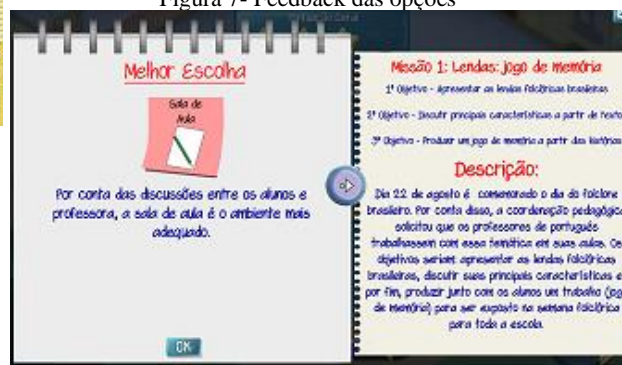 Figura 7- Feedback das opções
Melhor Escolha
Sala de
Aula
Por conta das discussões entre os alunos e
professora, a sala de aula é o ambiente mais
adequado.
OK
Missão 1: Lendas: jogo de memória
1º Objetivo - Apresentar as lendas folclóricas brasileiras
2º Objetivo - Discutir principais características a partir de texto
3º Objetivo - Produzir um jogo de memória a partir das histórias
Descrição:
Dia 22 de agosto é comemorado o dia do folclore
brasileiro. Por conta disso, a coordenação pedagógica
solicitou que os professores de português
trabalhassem com essa temática em suas aulas. Os
objetivos seriam apresentar as lendas folclóricas
brasileiras, discutir suas principais características e
por fim, produzir junto com os alunos um trabalho (jogo
de memória) para ser exposto na semana folclórica
para toda a escola.